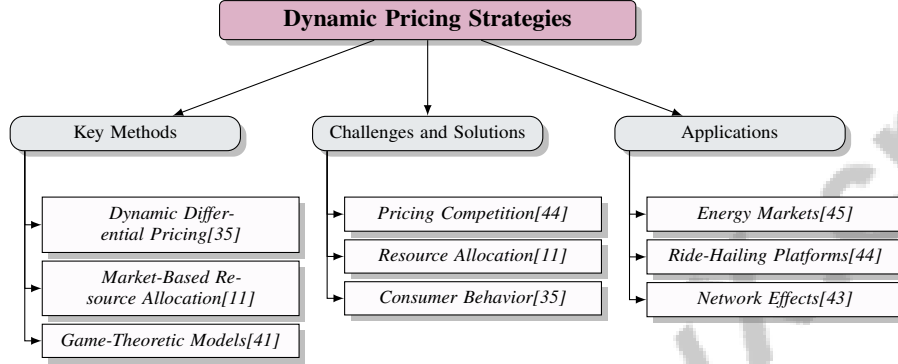 Dynamic Pricing Strategies
Key Methods
Dynamic Differ-
ential Pricing[35]
Market-Based Re-
source Allocation[11]
Game-Theoretic Models[41]
Challenges and Solutions
Pricing Competition[44]
Resource Allocation[11]
Consumer Behavior[35]
Applications
Energy Markets[45]
Ride-Hailing Platforms[44]
Network Effects[43]